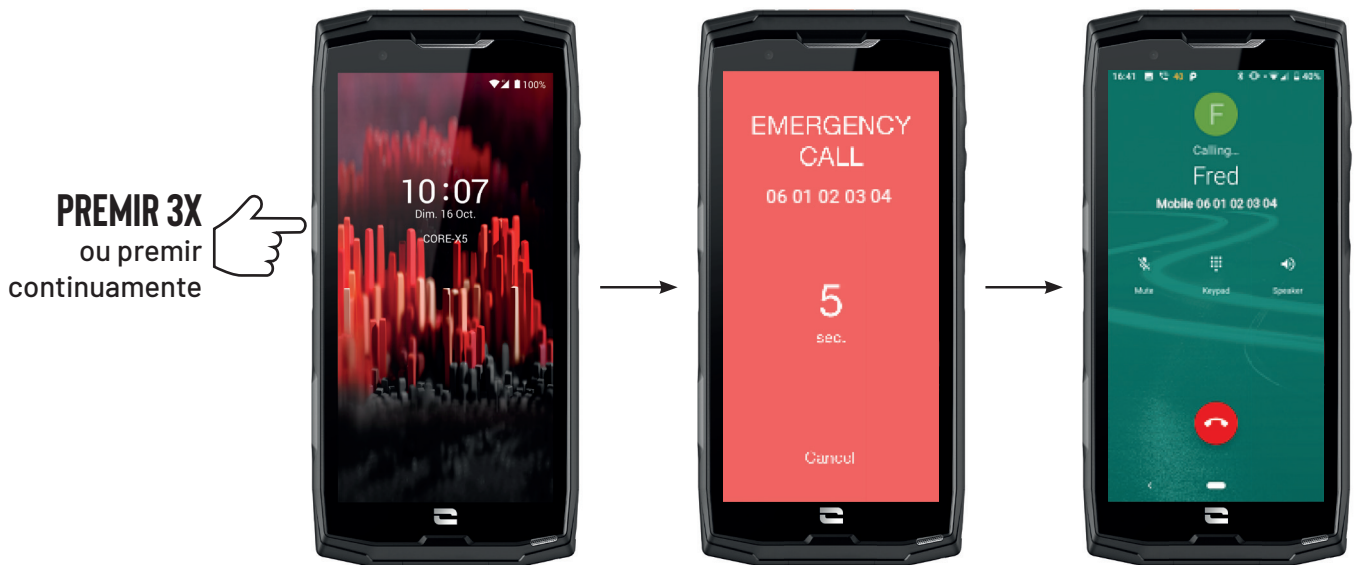 PREMIR 3X
ou premir
continuamente
100%
10:07
Dim. 16 Oct.
CORE-X5
EMERGENCY
CALL
06 01 02 03 04
5
sec.
Cancel
16:41 40 P 40%
F
Calling...
Fred
Mobile 06 01 02 03 04
Mute Keypad Speaker